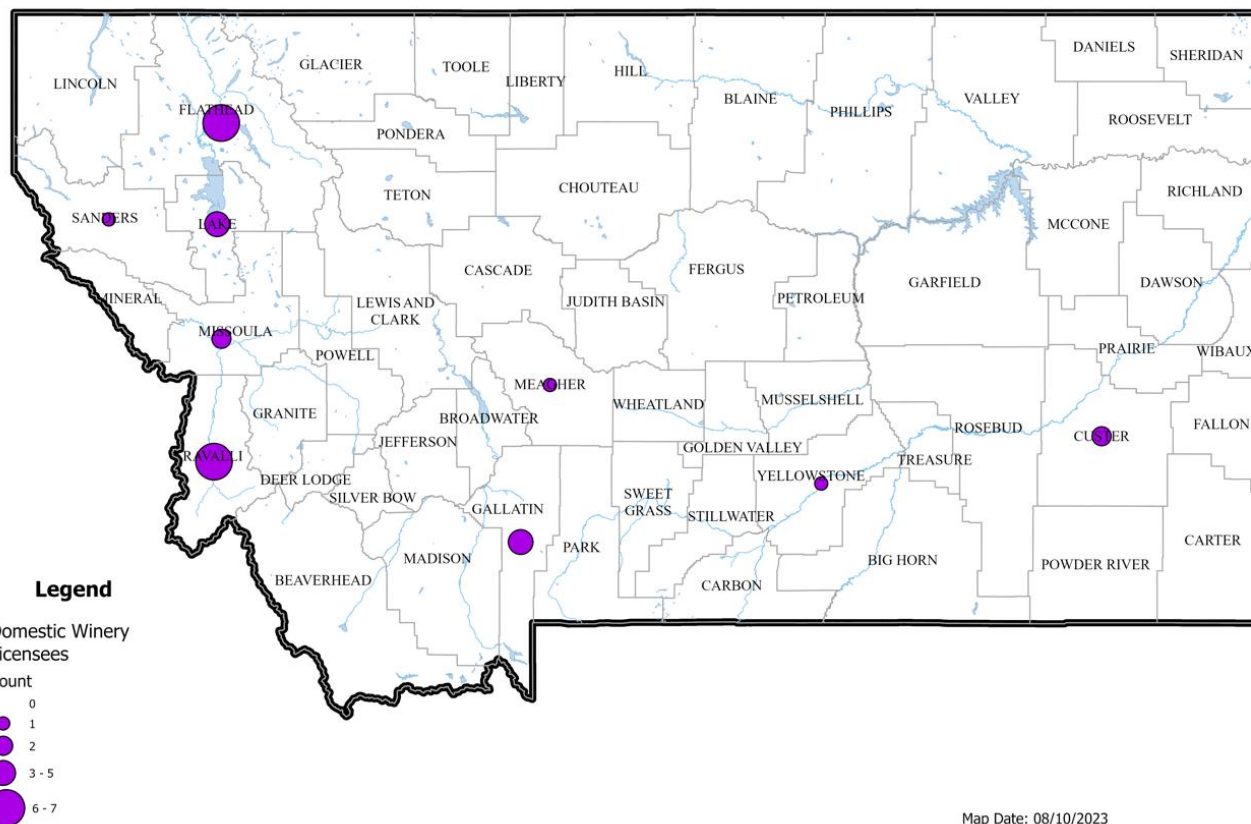 DANIELS
SHERIDAN
GLACIER
TOOLE
HILL
LIBERTY
LINCOLN
BLAINE
VALLEY
FLATHEAD
PHILLIPS
ROOSEVELT
PONDERA
CHOUTEAU
TETON
RICHLAND
SANDERS
LAKE
MCCONE
CASCADE
FERGUS
GARFIELD
DAWSON
MINERAL
JUDITH BASIN
PETROLEUM
LEWIS AND
CLARK
MISSOULA
PRAIRIE
WIBAUX
POWELL
MEAGHER
WHEATLAND
MUSSELSHELL
GRANITE
BROADWATER
JEFFERSON
ROSEBUD
CUSTER
FALLON
GOLDEN VALLEY
RAVALLI
TREASURE
DEER LODGE
YELLOWSTONE
SILVER BOW
SWEET
GRASS
GALLATIN
STILLWATER
CARTER
PARK
MADISON
BIG HORN
POWDER RIVER
BEAVERHEAD
CARBON
Legend
omestic Winery
icensees
ount
0
1
2
3 - 5
6 - 7
Map Date: 08/10/2023